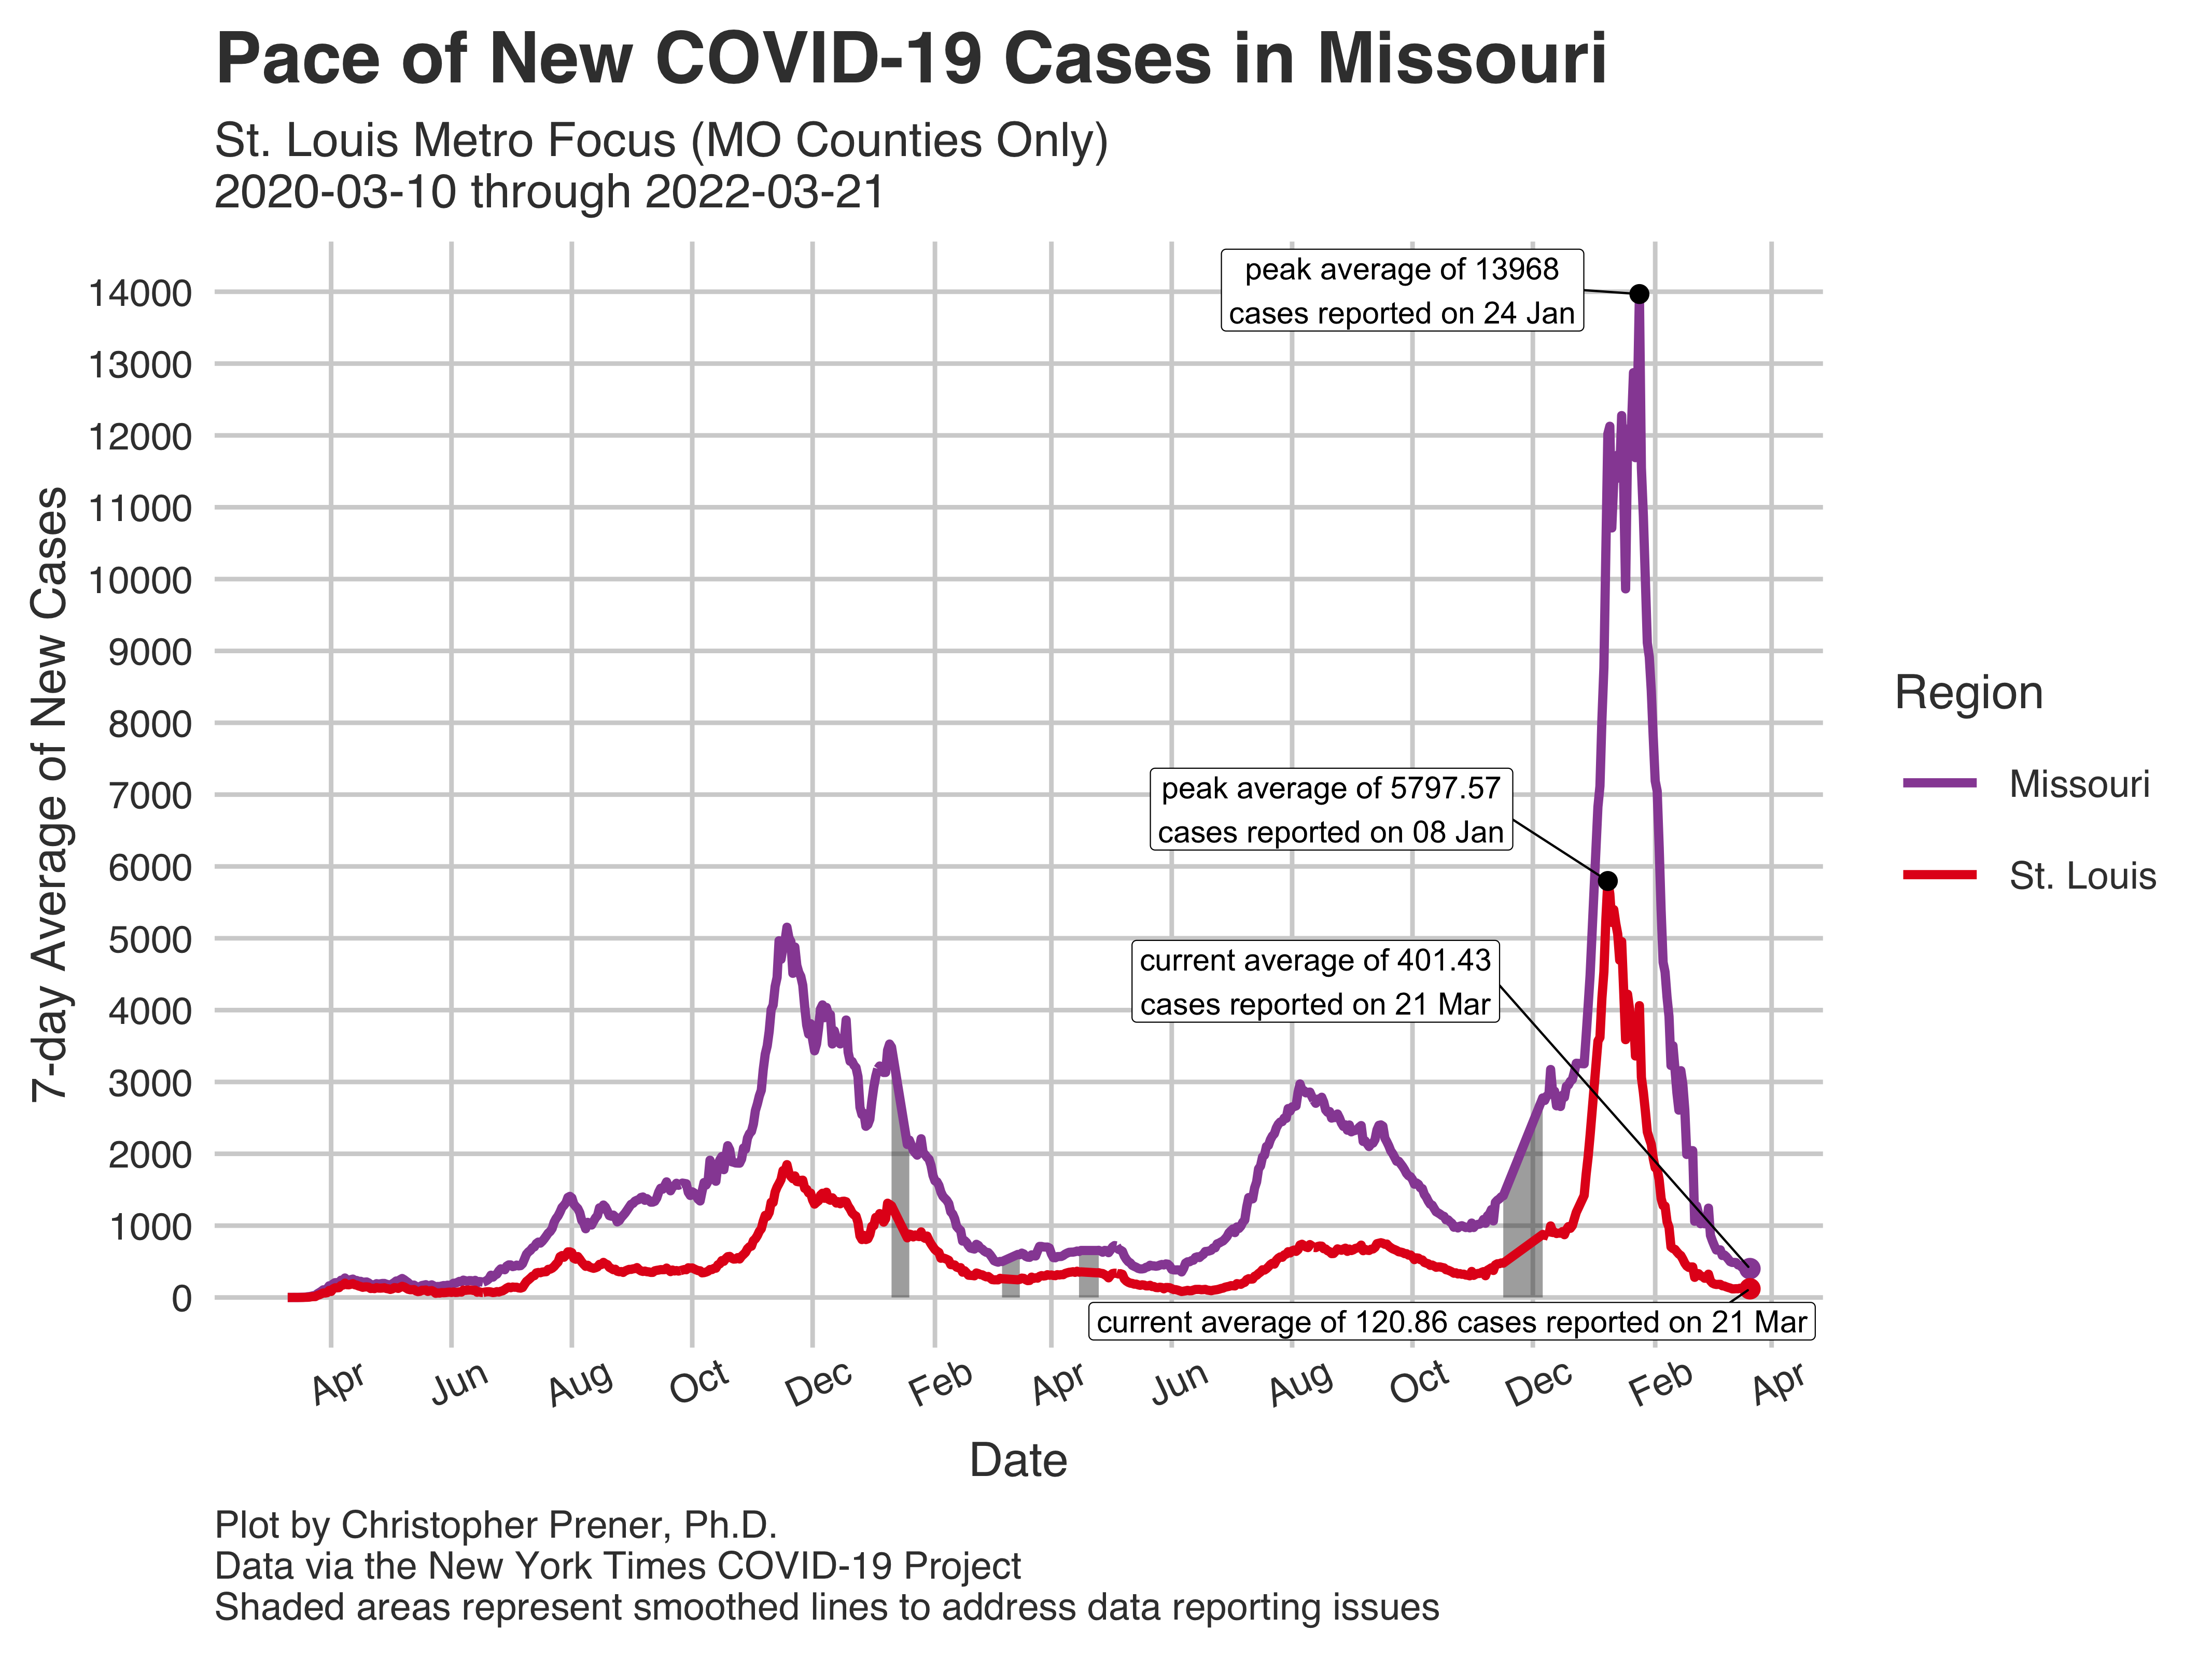 Pace of New COVID-19 Cases in Missouri
St. Louis Metro Focus (MO Counties Only)
2020-03-10 through 2022-03-21
7-day Average of New Cases
14000
13000
12000
11000
10000
9000
8000
7000
6000
5000
4000
3000
2000
1000
0
peak average of 13968
cases reported on 24 Jan
peak average of 5797.57
cases reported on 08 Jan
current average of 401.43
cases reported on 21 Mar
current average of 120.86 cases reported on 21 Mar
Region
Missouri
St. Louis
Apr
Jun
Aug
Oct
Dec
Feb
Apr
Jun
Aug
Oct
Dec
Feb
Apr
Date
Plot by Christopher Prener, Ph.D.
Data via the New York Times COVID-19 Project
Shaded areas represent smoothed lines to address data reporting issues